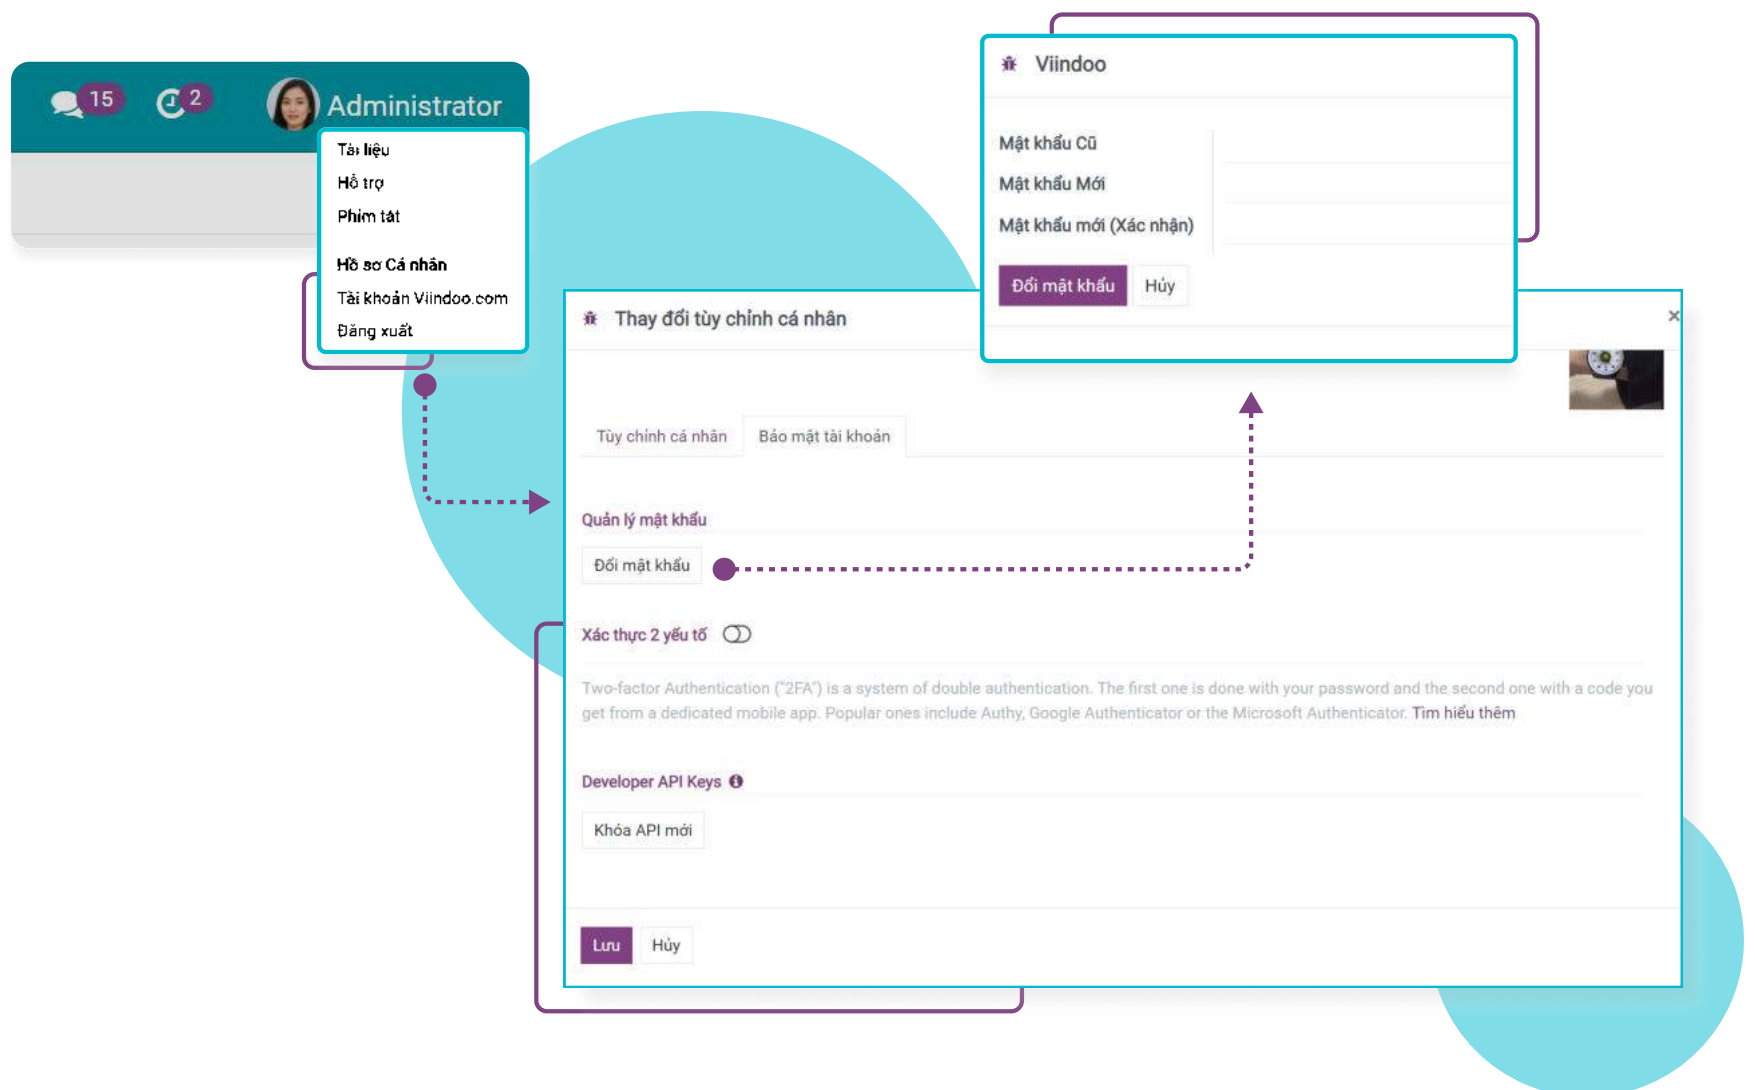 15
2
Administrator
Tài liệu
Hỗ trợ
Phím tắt
Hồ sơ Cá nhân
Tài khoản Viindoo.com
Đăng xuất
Viindoo
Mật khẩu Cũ
Mật khẩu Mới
Mật khẩu mới (Xác nhận)
Đổi mật khẩu
Hủy
Thay đổi tùy chỉnh cá nhân
×
Tùy chỉnh cá nhân
Bảo mật tài khoản
Quản lý mật khẩu
Đổi mật khẩu
Xác thực 2 yếu tố
Two-factor Authentication ("2FA") is a system of double authentication. The first one is done with your password and the second one with a code you
get from a dedicated mobile app. Popular ones include Authy, Google Authenticator or the Microsoft Authenticator. Tìm hiểu thêm
Developer API Keys
Khóa API mới
Lưu
Hủy